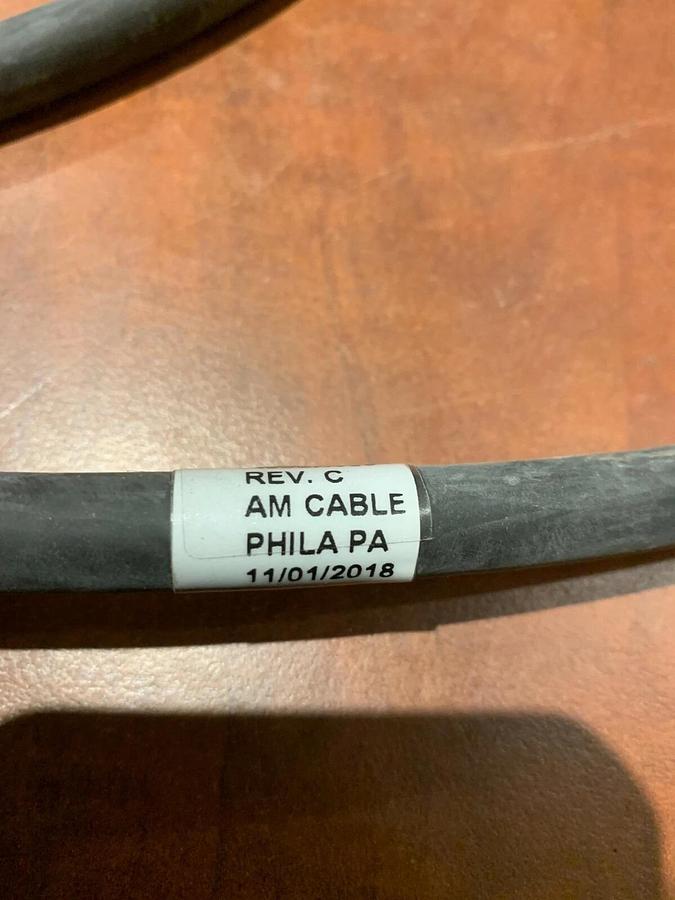 REV. C
AM CABLE
PHILA PA
11/01/2018